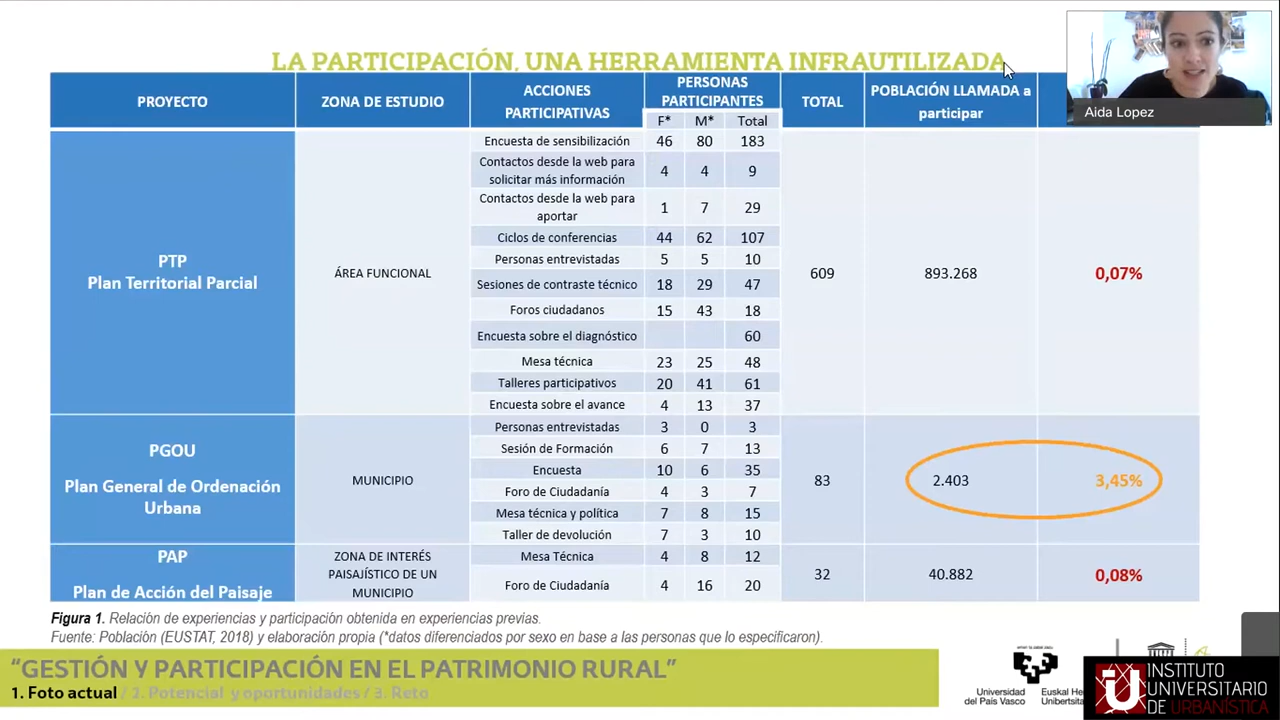 LA PARTICIPACIÓN, UNA HERRAMIENTA INFRAUTILIZADA
Aida Lopez
PROYECTO
ZONA DE ESTUDIO
ACCIONES
PARTICIPATIVAS
PERSONAS
PARTICIPANTES
F* M* Total
TOTAL
POBLACIÓN LLAMADA a
participar
PTP
Plan Territorial Parcial
ÁREA FUNCIONAL
Encuesta de sensibilización 46 80 183
Contactos desde la web para
solicitar más información 4 4 9
Contactos desde la web para
aportar 1 7 29
Ciclos de conferencias 44 62 107
Personas entrevistadas 5 5 10
Sesiones de contraste técnico 18 29 47
Foros ciudadanos 15 43 18
Encuesta sobre el diagnóstico 60
Mesa técnica 23 25 48
Talleres participativos 20 41 61
Encuesta sobre el avance 4 13 37
609 893.268 0,07%
PGOU
Plan General de Ordenación
Urbana
MUNICIPIO
Personas entrevistadas 3 0 3
Sesión de Formación 6 7 13
Encuesta 10 6 35
Foro de Ciudadanía 4 3 7
Mesa técnica y política 7 8 15
Taller de devolución 7 3 10
83 2.403 3,45%
PAP
Plan de Acción del Paisaje
ZONA DE INTERÉS
PAISAJÍSTICO DE UN
MUNICIPIO
Mesa Técnica 4 8 12
Foro de Ciudadanía 4 16 20
32 40.882 0,08%
Figura 1. Relación de experiencias y participación obtenida en experiencias previas.
Fuente: Población (EUSTAT, 2018) y elaboración propia (*datos diferenciados por sexo en base a las personas que lo especificaron).
“GESTIÓN Y PARTICIPACIÓN EN EL PATRIMONIO RURAL”
1. Foto actual / 2. Potencial y oportunidades / 3. Reto
Universidad
del País Vasco
Euskal He
Unibertsita
INSTITUTO
UNIVERSITARIO
DE URBANÍSTICA